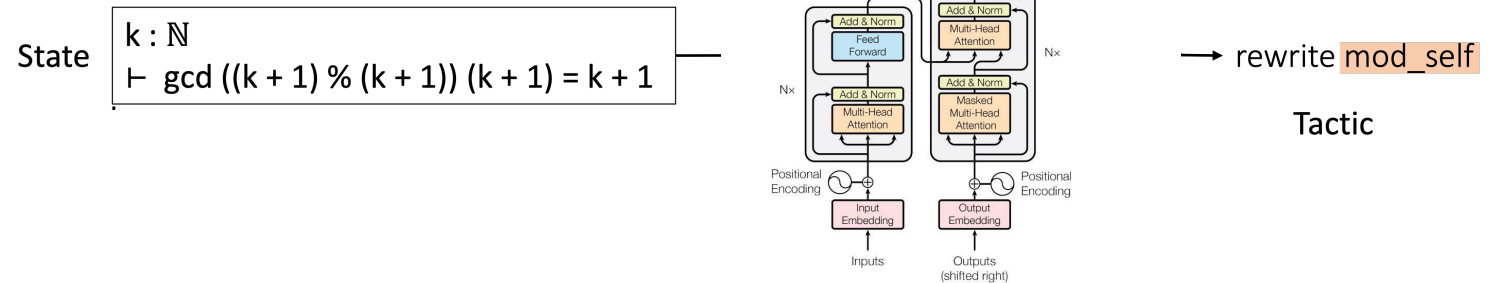 State
k : ℕ
⊢ gcd ((k + 1) % (k + 1)) (k + 1) = k + 1
Add & Norm
Feed
Forward
N×
Add & Norm
Multi-Head
Attention
Positional
Encoding
Input
Embedding
Inputs
Add & Norm
Multi-Head
Attention
N×
Add & Norm
Masked
Multi-Head
Attention
Positional
Encoding
Output
Embedding
Outputs
(shifted right)
rewrite mod_self
Tactic